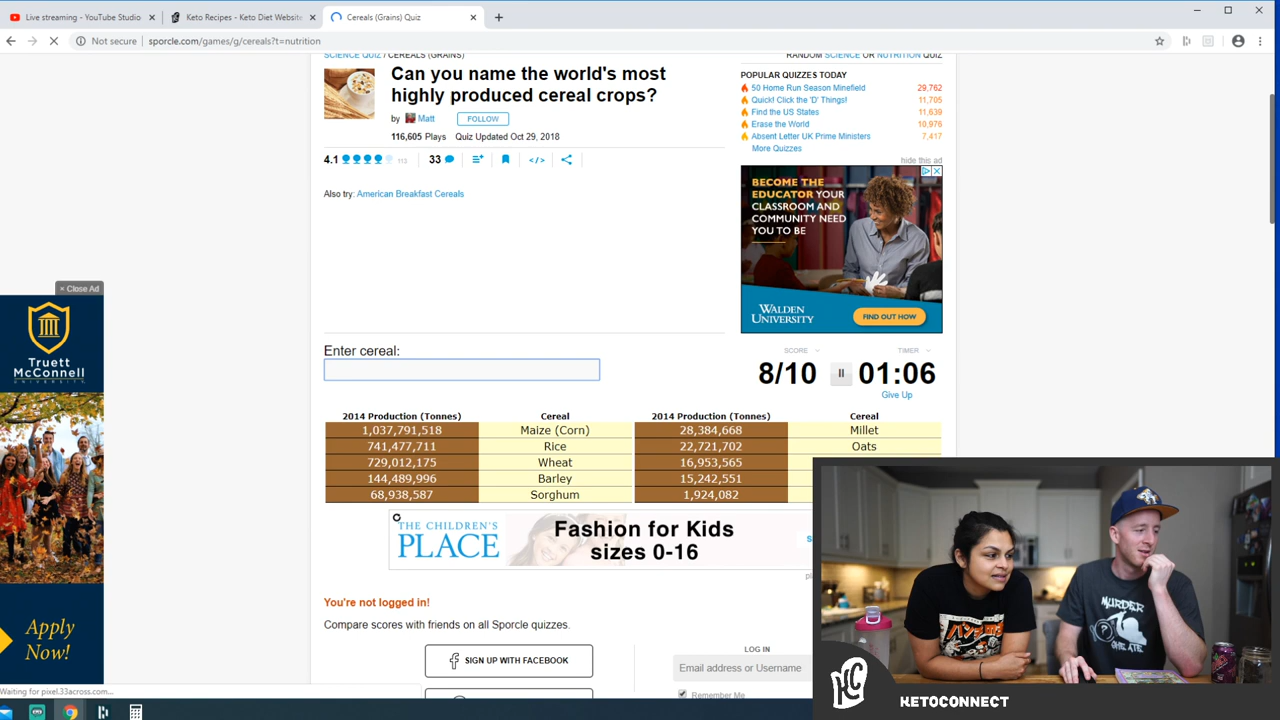 Live streaming - YouTube Studio
Keto Recipes - Keto Diet Website
Cereals (Grains) Quiz
Not secure
sporcle.com/games/g/cereals?t=nutrition
SCIENCE QUIZ / CEREALS (GRAINS)
RANDOM SCIENCE OR NUTRITION QUIZ
Can you name the world's most
highly produced cereal crops?
by Matt
FOLLOW
116,605 Plays Quiz Updated Oct 29, 2018
4.1
113
33
</>
Also try: American Breakfast Cereals
POPULAR QUIZZES TODAY
50 Home Run Season Minefield 29,762
Quick! Click the 'D' Things! 11,705
Find the US States 11,639
Erase the World 10,976
Absent Letter UK Prime Ministers 7,417
More Quizzes
hide this ad
BECOME THE
EDUCATOR YOUR
CLASSROOM AND
COMMUNITY NEED
YOU TO BE
WALDEN
UNIVERSITY
FIND OUT HOW
× Close Ad
Truett
McConnell
UNIVERSITY
Apply
Now!
Enter cereal:
SCORE
TIMER
8/10
01:06
Give Up
2014 Production (Tonnes) Cereal 2014 Production (Tonnes) Cereal
1,037,791,518 Maize (Corn) 28,384,668 Millet
741,477,711 Rice 22,721,702 Oats
729,012,175 Wheat 16,953,565
144,489,996 Barley 15,242,551
68,938,587 Sorghum 1,924,082
THE CHILDREN'S
PLACE
Fashion for Kids
sizes 0-16
You're not logged in!
Compare scores with friends on all Sporcle quizzes.
SIGN UP WITH FACEBOOK
LOG IN
Email address or Username
Remember Me
Waiting for pixel.33across.com...
MURDER
KC
KETOCONNECT